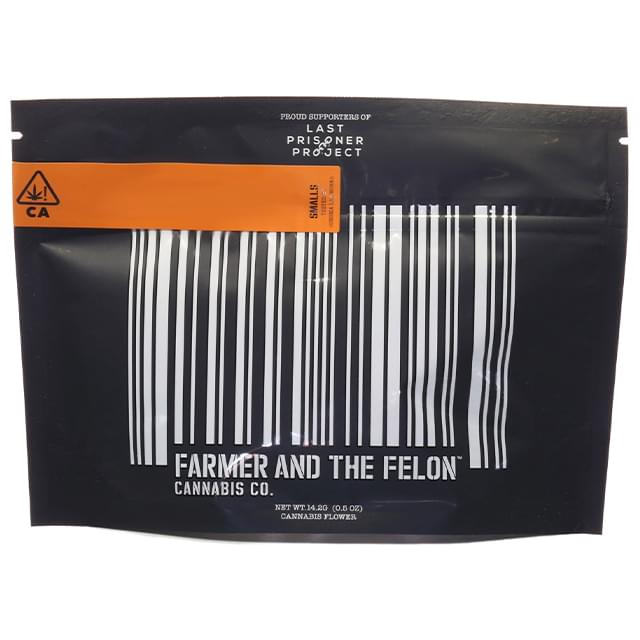 PROUD SUPPORTERS OF
LAST
PRISONER
PROJECT
CA
SMALLS
FARMER AND THE FELON™
CANNABIS CO.
NET WT.14.2G (0.5 OZ)
CANNABIS FLOWER